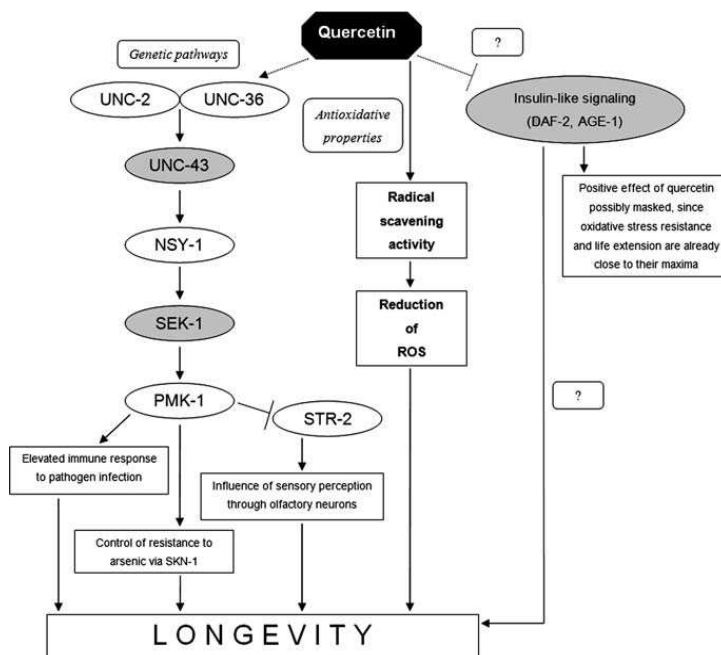 Quercetin
Genetic pathways
?
UNC-2
UNC-36
Insulin-like signaling
(DAF-2, AGE-1)
Antioxidative
properties
UNC-43
Radical
scavening
activity
Positive effect of quercetin
possibly masked, since
oxidative stress resistance
and life extension are already
close to their maxima
NSY-1
Reduction
of
ROS
SEK-1
PMK-1
STR-2
?
Elevated immune response
to pathogen infection
Influence of sensory perception
through olfactory neurons
Control of resistance to
arsenic via SKN-1
LONGEVITY